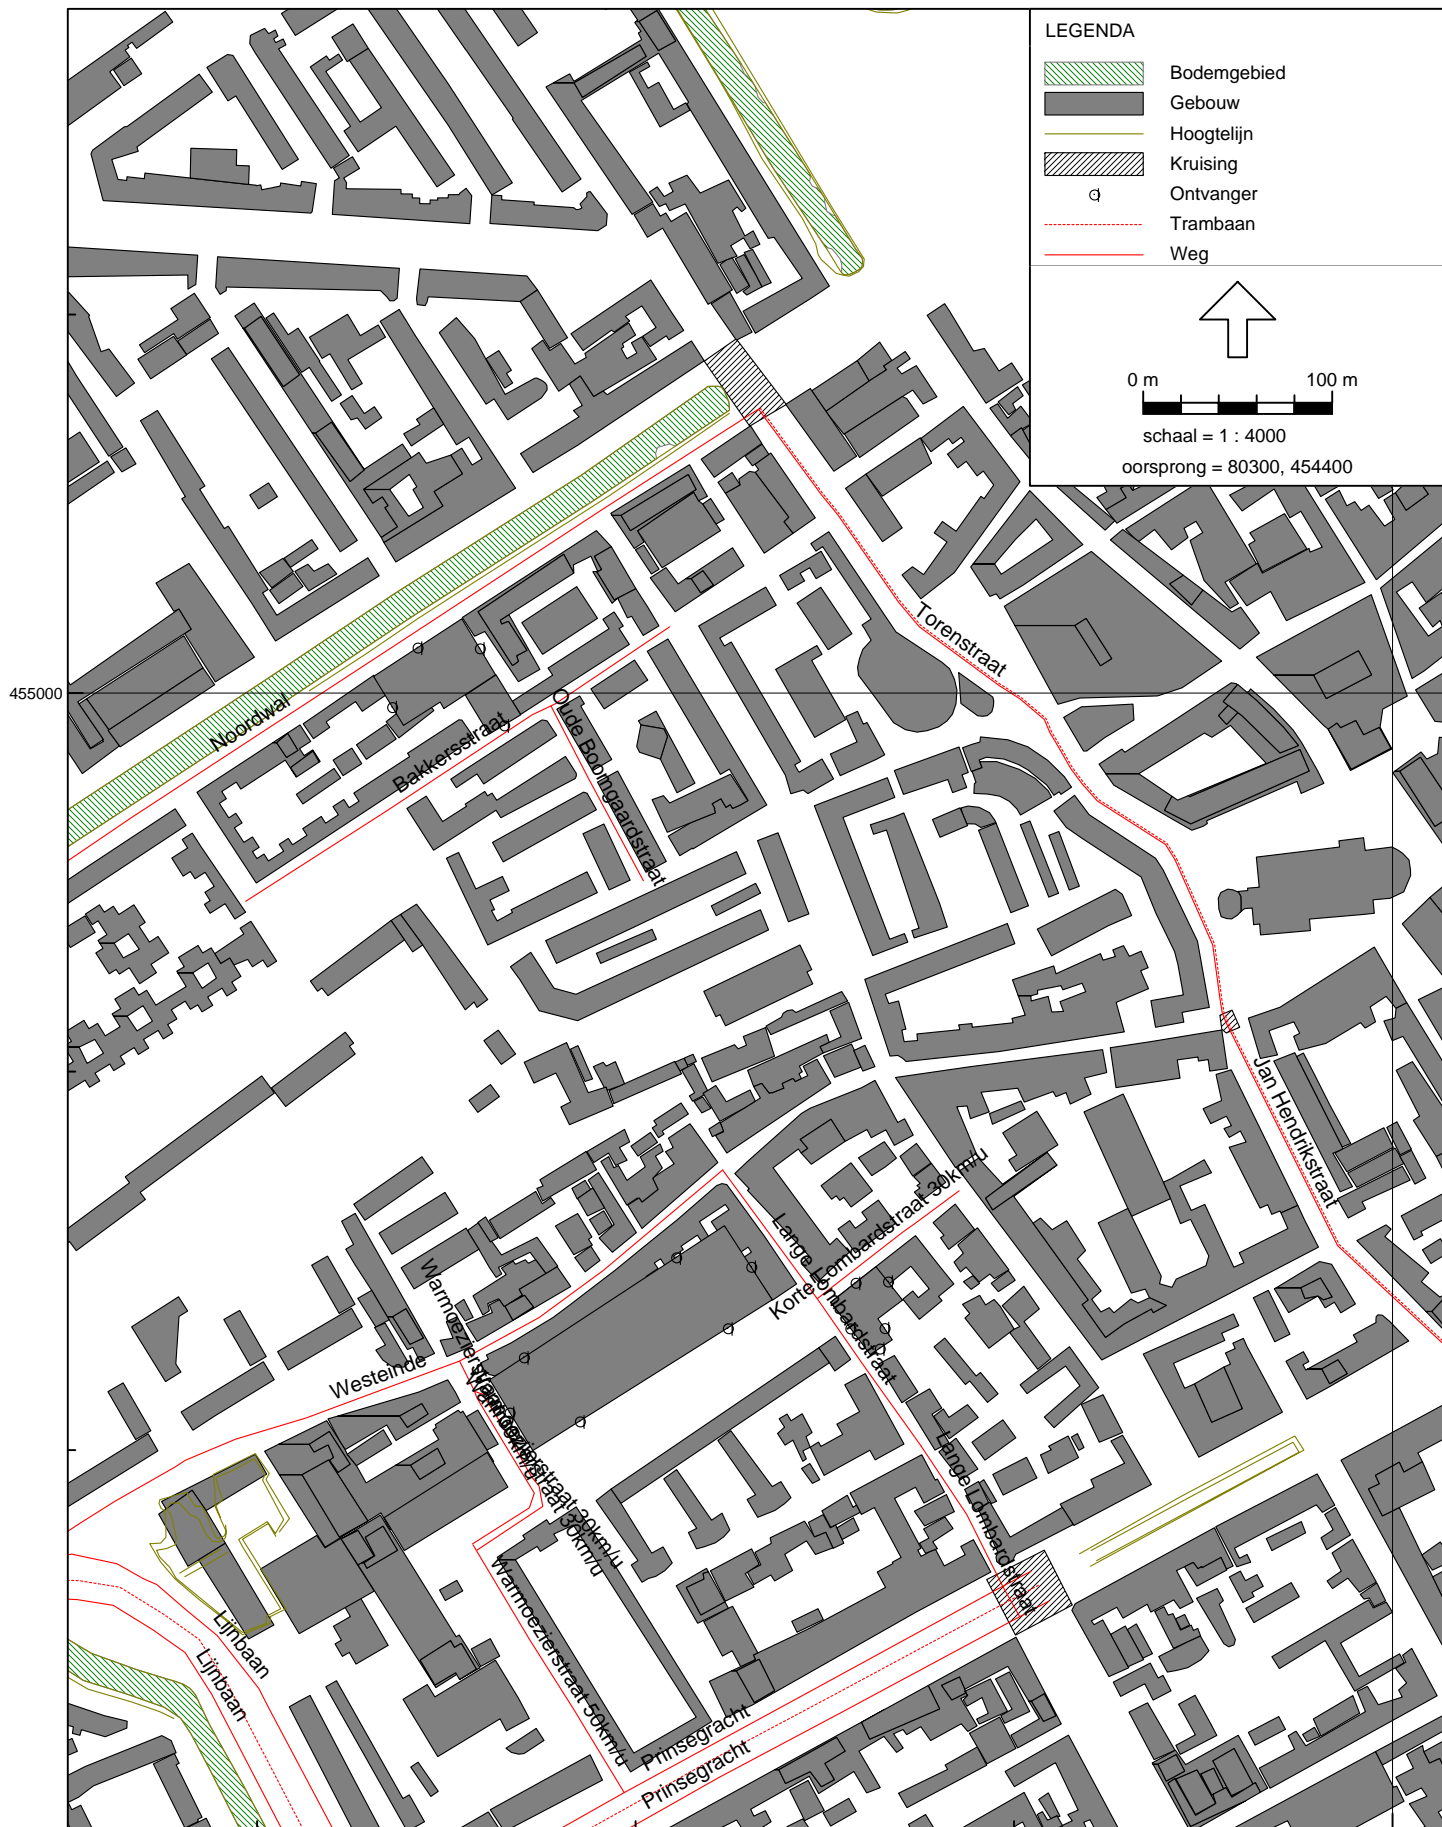 LEGENDA
Bodemgebied
Gebouw
Hoogtelijn
Kruising
Ontvanger
Trambaan
Weg
0 m 100 m
schaal = 1 : 4000
oorsprong = 80300, 454400
455000
Torenstraat
Noordwal
Bakkersstraat
Oude Boomgaardstraat
Jan Hendrikstraat
Korte Lombardstraat 30km/u
Lange Lombardstraat
Westeinde
Warmoezierstraat 30km/u
Warmoezierstraat 30km/u
Lange Lombardstraat
Warmoezierstraat 50km/u
Lijnbaan
Lijnbaan
Prinsegracht
Prinsegracht